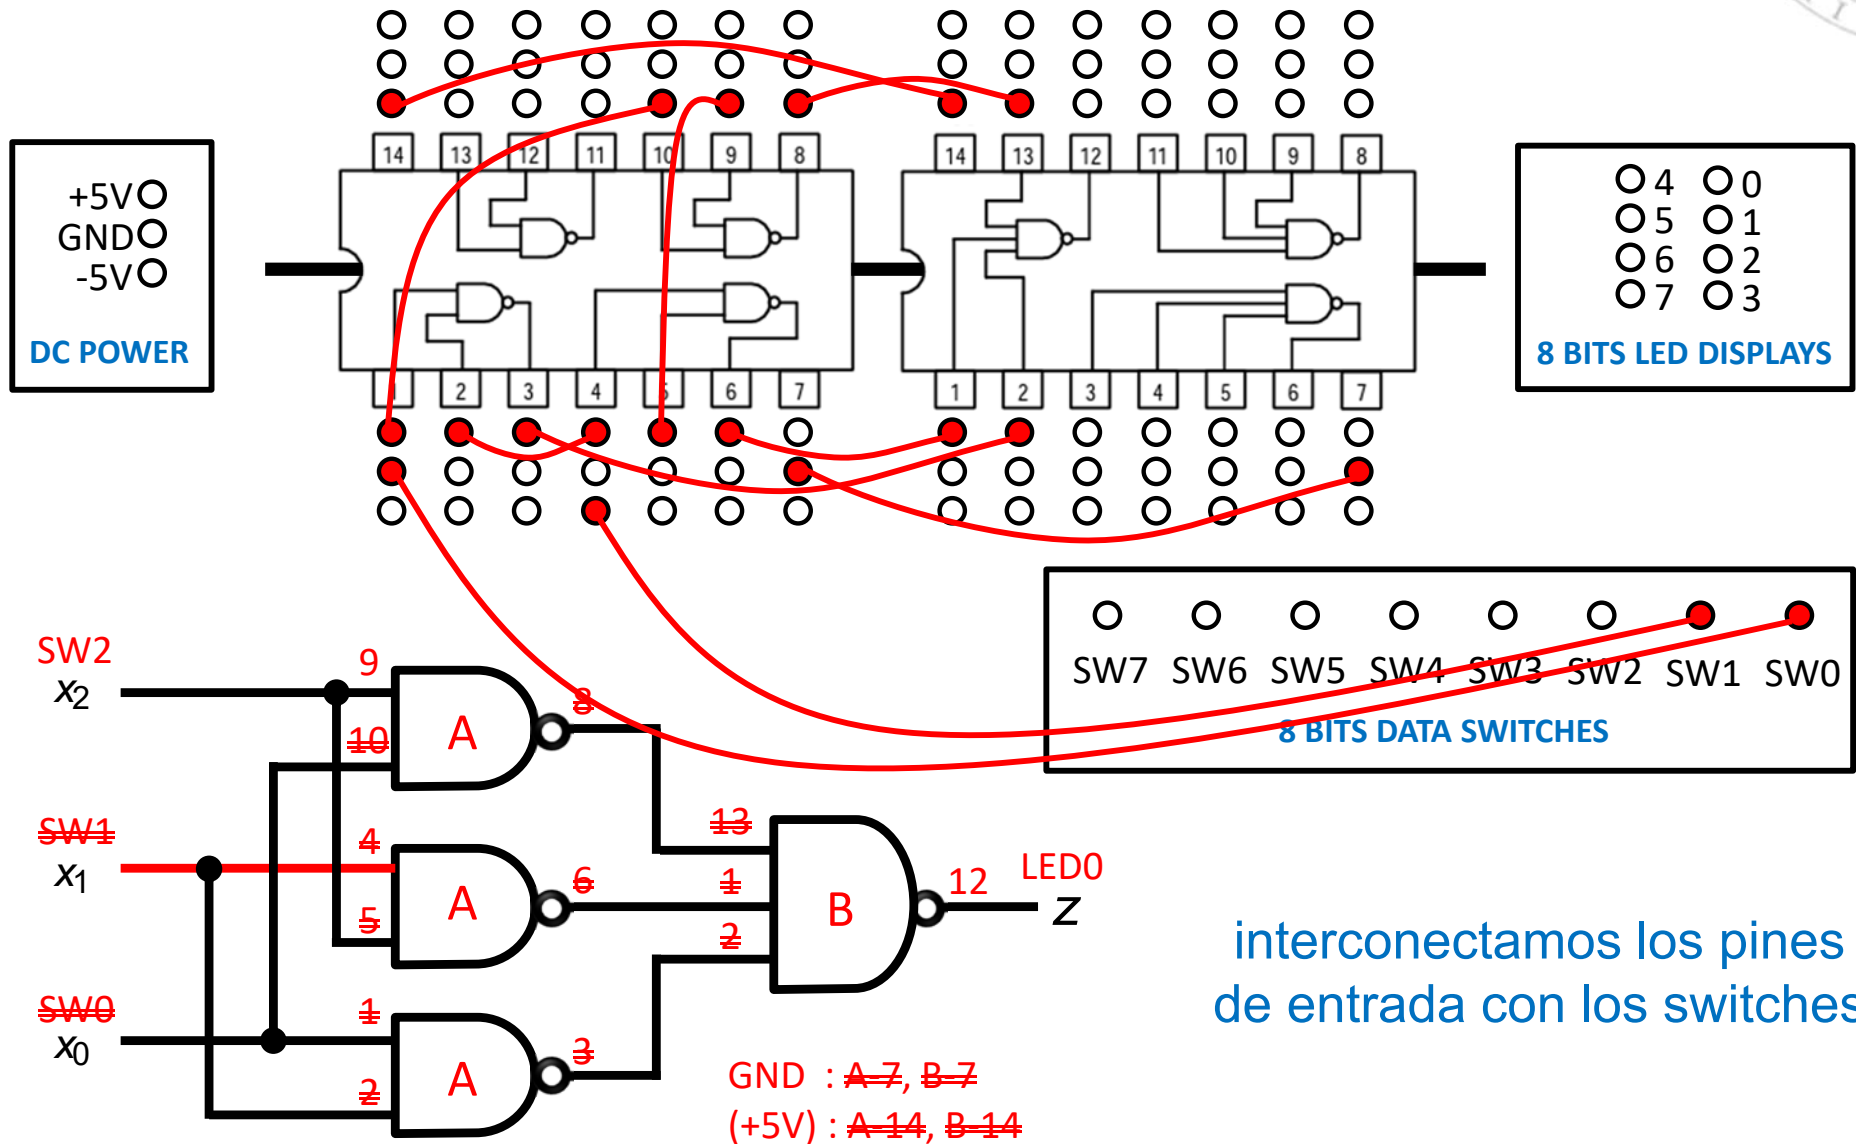 14 13 12 11 10 9 8
14 13 12 11 10 9 8
+5V
GND
-5V
DC POWER
4 0
5 1
6 2
7 3
8 BITS LED DISPLAYS
1 2 3 4 5 6 7
1 2 3 4 5 6 7
SW7 SW6 SW5 SW4 SW3 SW2 SW1 SW0
8 BITS DATA SWITCHES
SW2
x2
9
10
A
8
SW1
x1
4
5
A
6
SW0
x0
1
2
A
3
13
1
2
B
12
LED0
z
GND : A-7, B-7
(+5V) : A-14, B-14
interconectamos los pines
de entrada con los switches